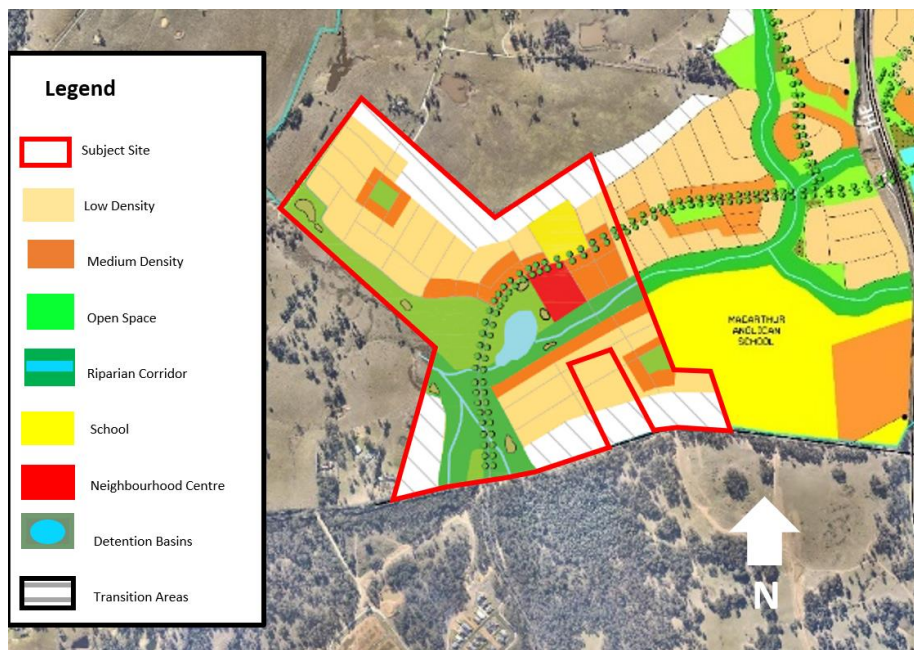 Legend
Subject Site
Low Density
Medium Density
Open Space
Riparian Corridor
School
Neighbourhood Centre
Detention Basins
Transition Areas
MACARTHUR
ANGLICAN
SCHOOL
N